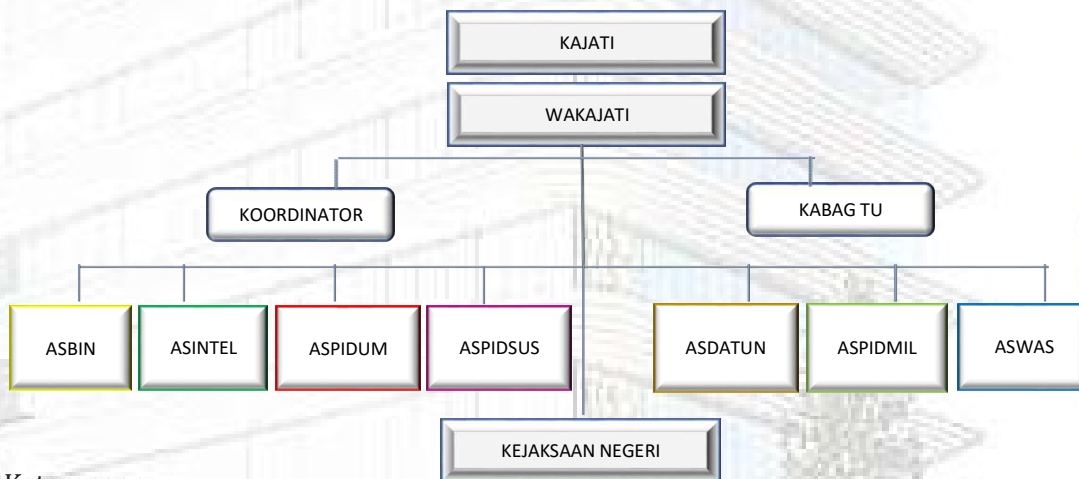 KAJATI
WAKAJATI
KOORDINATOR
KABAG TU
ASBIN
ASINTEL
ASPIDUM
ASPIDSUS
ASDATUN
ASPIDMIL
ASWAS
KEJAKSAAN NEGERI